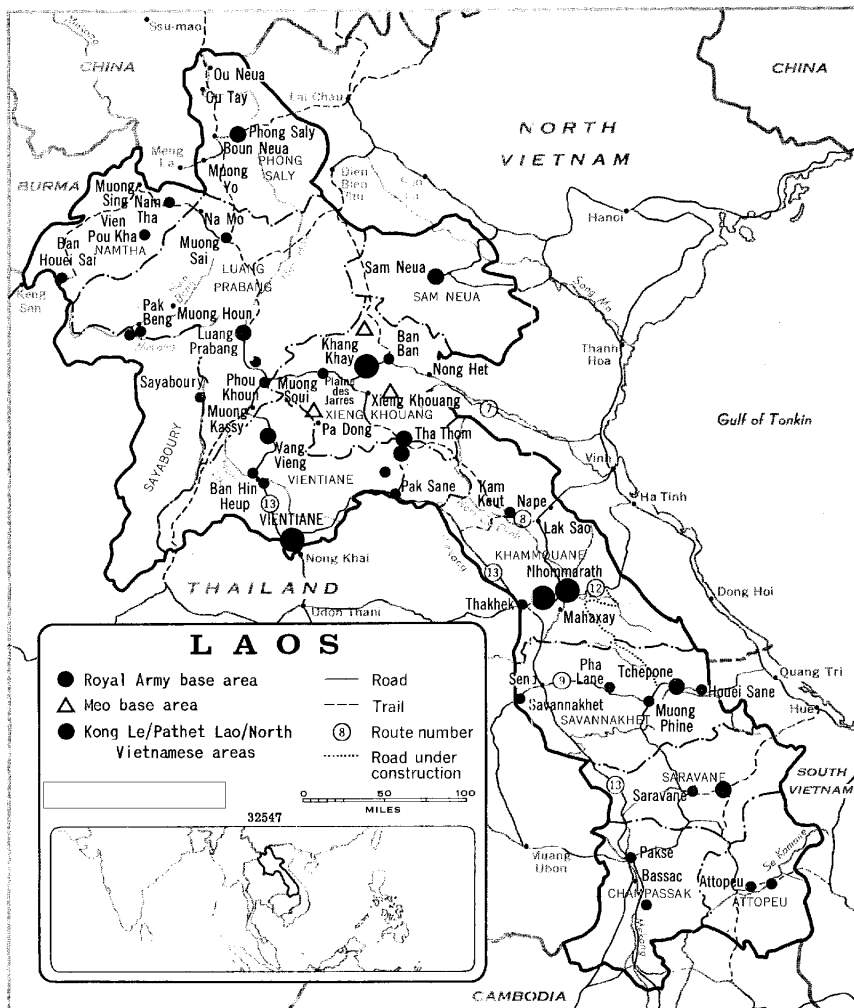 Ssu-mao
CHINA
CHINA
Ou Neua
Ou Tay
Lai Chau
Phong Saly
Boun Neua
PHONG
SALY
NORTH
VIETNAM
Meng
La
Muong
Yo
BURMA
Dien
Bien
Phu
Muong
Sing
Nam
Tha
Na Mo
Hanoi
Vien
Pou Kha
NAMTHA
Muong
Sai
Ban
Houei Sai
LUANG
PRABANG
Sam Neua
SAM NEUA
Keng
Sen
Song Ma
Pak
Beng
Muong Houn
Luang
Prabang
Mekong
Khang
Khay
Ban
Ban
Thanh
Hoa
Nong Het
Sayaboury
Phou
Khoun
Muong
Soui
Plaine
des
Jarres
Xieng Khouang
XIENG KHOUANG
7
Gulf of Tonkin
Muong
Kassy
Pa Dong
Tha Thom
SAYABOURY
Vang
Vieng
VIENTIANE
Vinh
Ban Hin
Heup
Pak Sane
Kam
Keut
Nape
Ha Tinh
13
8
VIENTIANE
Lak Sao
Nong Khai
KHAMMOUANE
13
Nhommarath
12
THAILAND
Udon Thani
Thakhek
Mahaxay
Dong Hoi
LAOS
Royal Army base area
Meo base area
Kong Le/Pathet Lao/North
Vietnamese areas
Road
Trail
8
Route number
Road under
construction
0
50
100
MILES
32547
Pha
Lane
Tchepone
Seno
9
Houei Sane
Quang Tri
Savannakhet
SAVANNAKHET
Muong
Phine
Hue
13
SARAVANE
Saravane
SOUTH
VIETNAM
Muang
Ubon
Pakse
Bassac
CHAMPASSAK
Attopeu
ATTOPEU
Se Kamane
Mekong
CAMBODIA